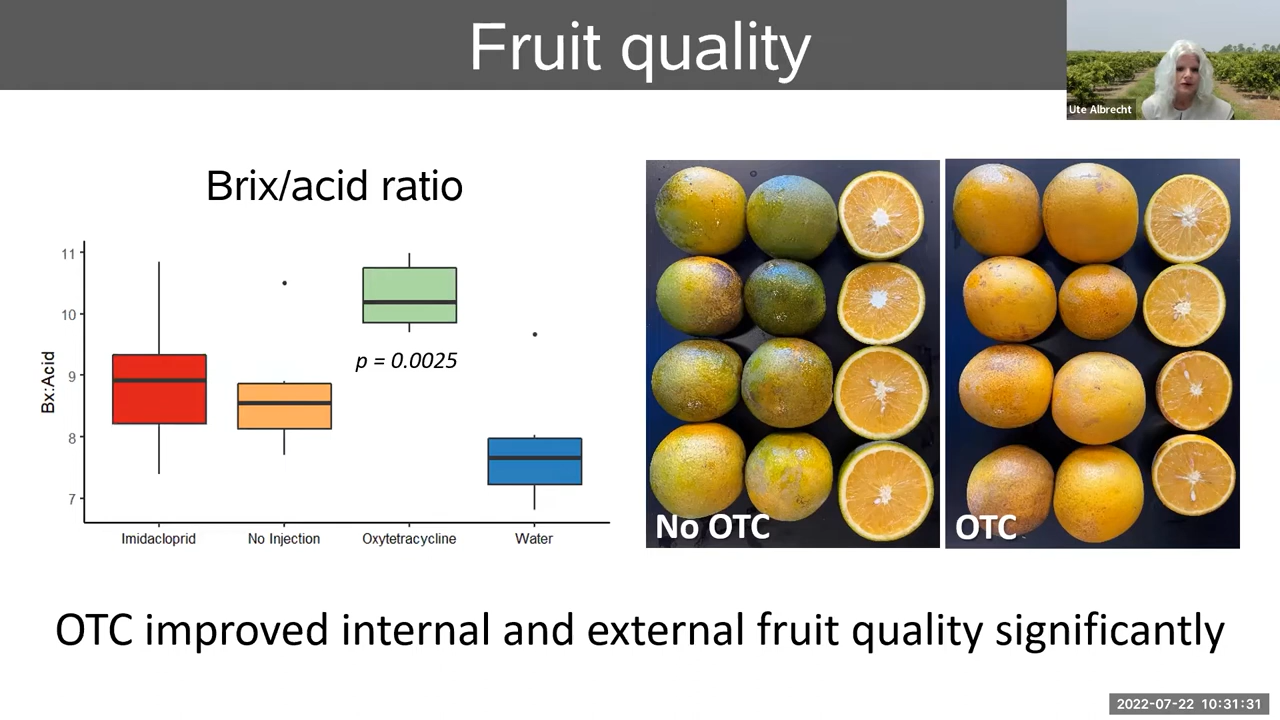 Fruit quality
Ute Albrecht
Brix/acid ratio
11
10
9
8
7
Bx:Acid
p = 0.0025
Imidacloprid
No Injection
Oxytetracycline
Water
No OTC
OTC
OTC improved internal and external fruit quality significantly
2022-07-22 10:31:31